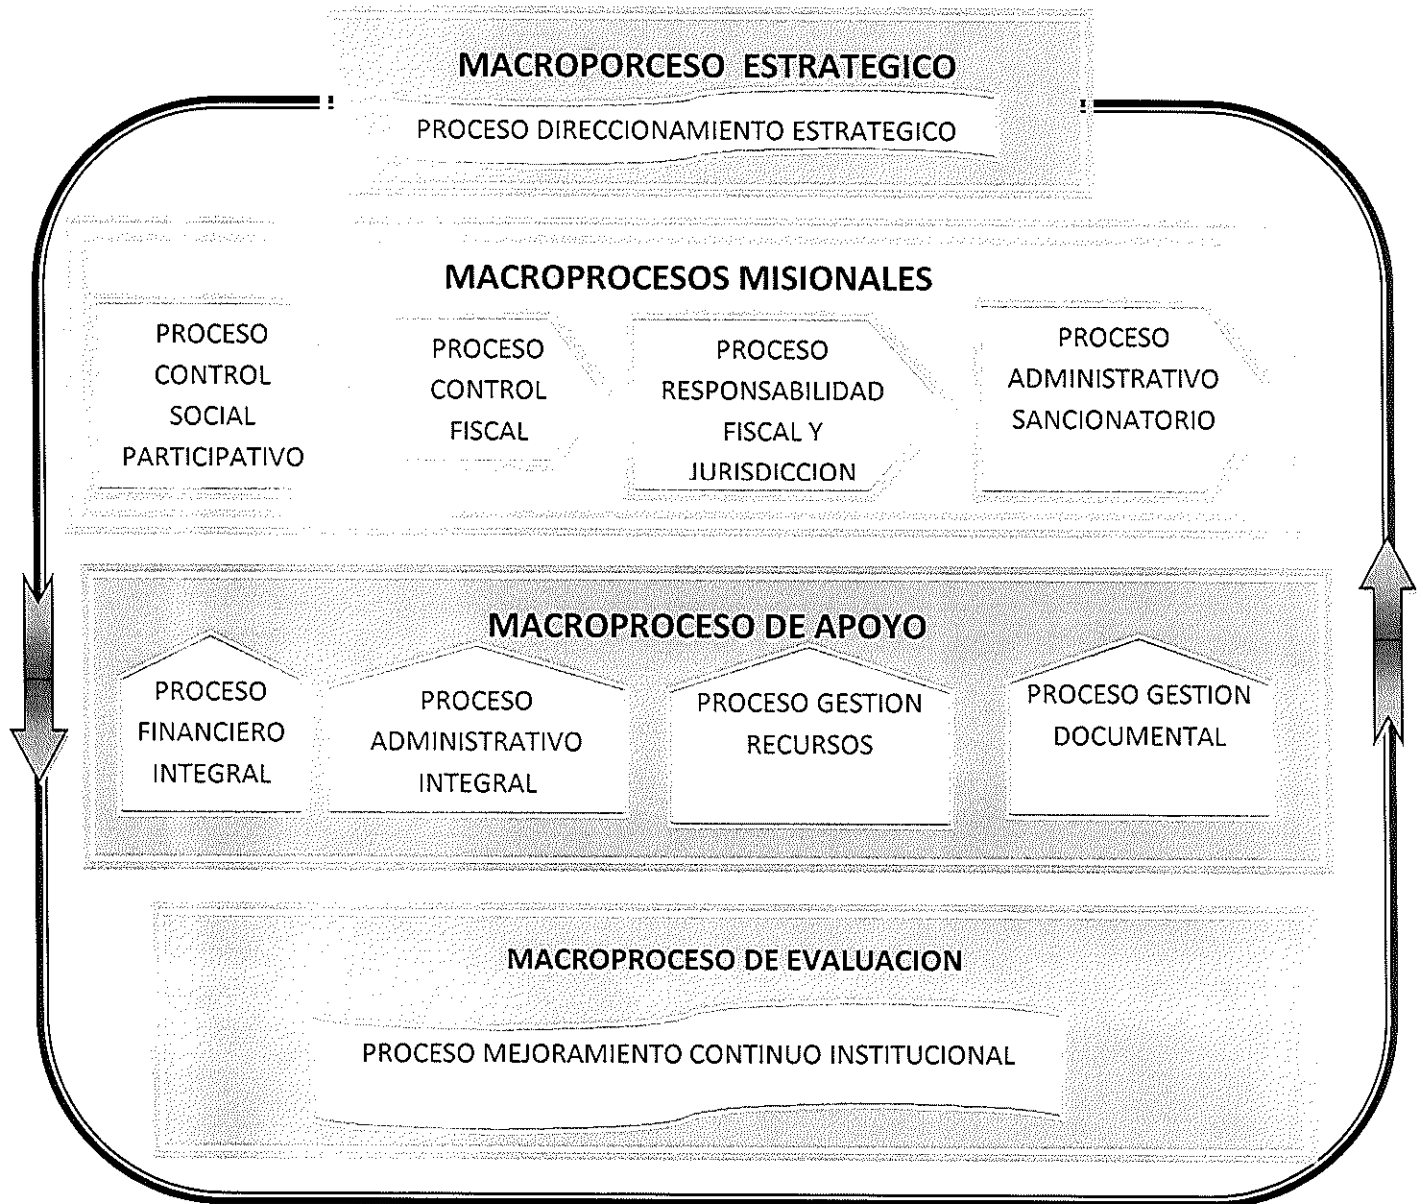 MACROPORCESO ESTRATEGICO
PROCESO DIRECCIONAMIENTO ESTRATEGICO
MACROPROCESOS MISIONALES
PROCESO
CONTROL
SOCIAL
PARTICIPATIVO
PROCESO
CONTROL
FISCAL
PROCESO
RESPONSABILIDAD
FISCAL Y
JURISDICCION
PROCESO
ADMINISTRATIVO
SANCIONATORIO
MACROPROCESO DE APOYO
PROCESO
FINANCIERO
INTEGRAL
PROCESO
ADMINISTRATIVO
INTEGRAL
PROCESO GESTION
RECURSOS
PROCESO GESTION
DOCUMENTAL
MACROPROCESO DE EVALUACION
PROCESO MEJORAMIENTO CONTINUO INSTITUCIONAL